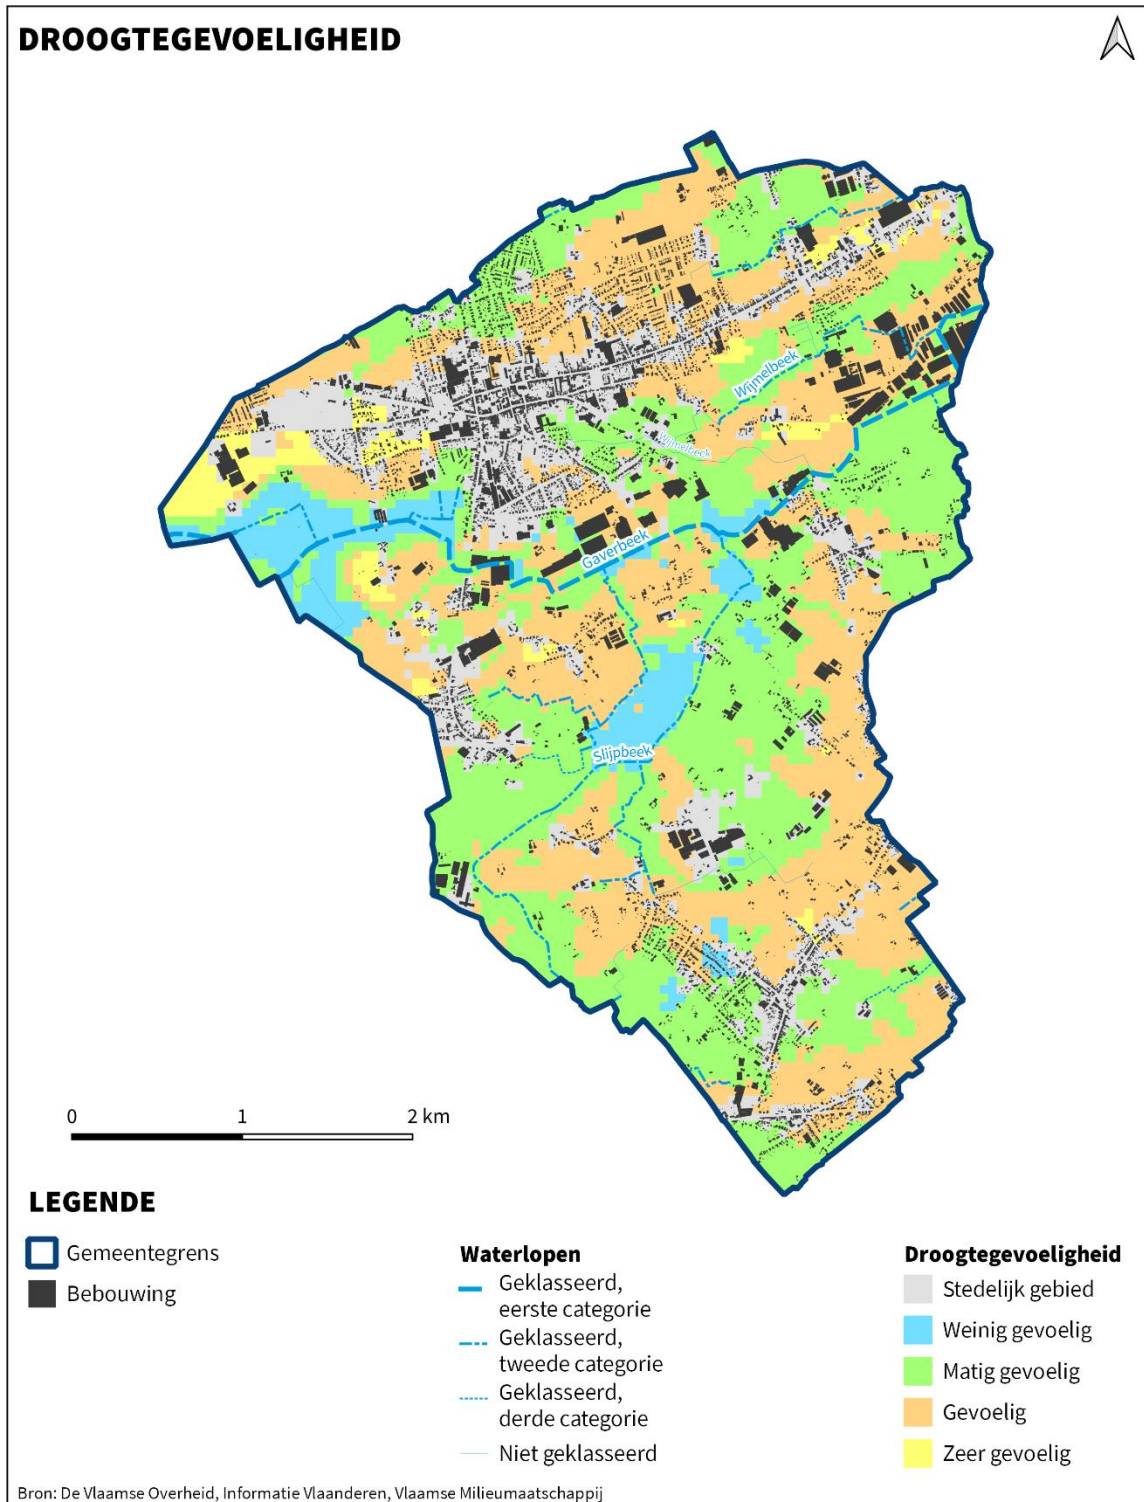 DROOGTEGEVOELIGHEID
Wijmelbeek
Rijmelbeek
Gaverbeek
Slijpbeek
0 1 2 km
LEGENDE
Gemeentegrens
Bebouwing
Waterlopen
Geklasseerd,
eerste categorie
Geklasseerd,
tweede categorie
Geklasseerd,
derde categorie
Niet geklasseerd
Droogtegevoeligheid
Stedelijk gebied
Weinig gevoelig
Matig gevoelig
Gevoelig
Zeer gevoelig
Bron: De Vlaamse Overheid, Informatie Vlaanderen, Vlaamse Milieumaatschappij